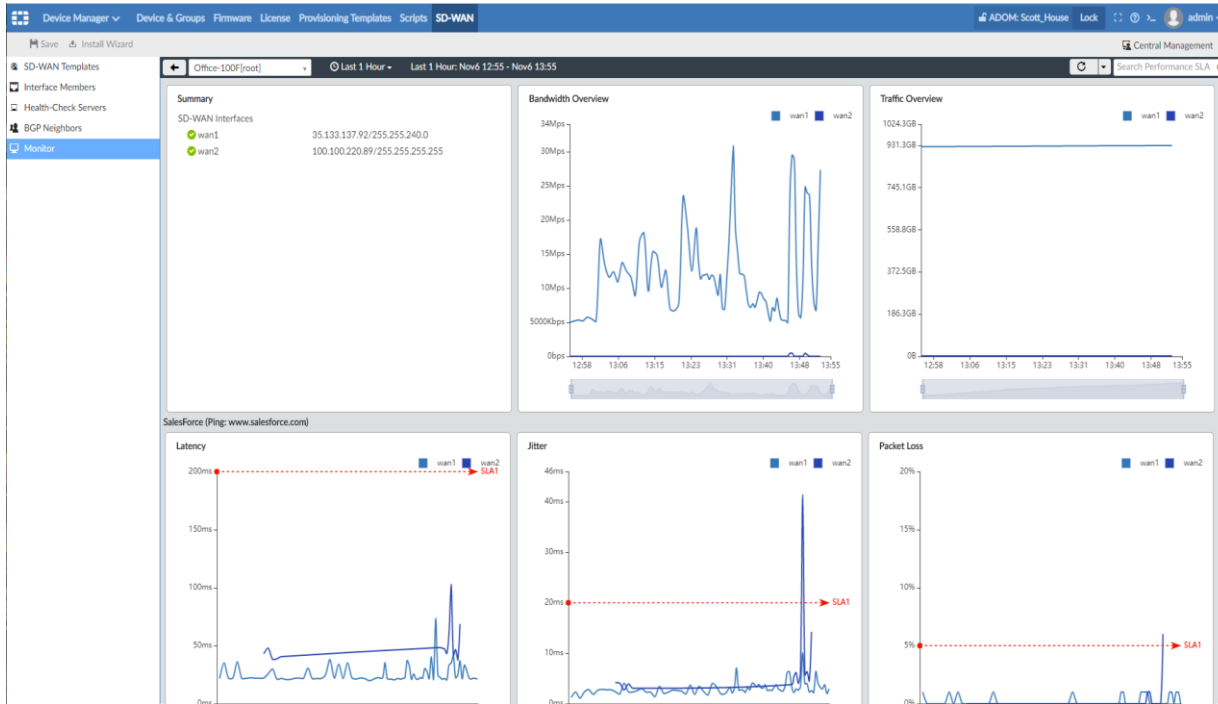 Device Manager Device & Groups Firmware License Provisioning Templates Scripts SD-WAN ADOM: Scott_House Lock admin
Save Install Wizard Central Management
SD-WAN Templates
Interface Members
Health-Check Servers
BGP Neighbors
Monitor
Office-100F[root] Last 1 Hour Last 1 Hour: Nov6 12:55 - Nov6 13:55 Search Performance SLA
Summary
SD-WAN Interfaces
wan1 35.133.137.92/255.255.240.0
wan2 100.100.220.89/255.255.255.255
Bandwidth Overview
wan1 wan2
34Mbps
30Mps
25Mps
20Mps
15Mps
10Mps
5000Kbps
0bps
12:58 13:06 13:15 13:23 13:31 13:40 13:48 13:55
Traffic Overview
wan1 wan2
1024.3GB
931.3GB
745.1GB
558.8GB
372.5GB
186.3GB
0B
12:58 13:06 13:15 13:23 13:31 13:40 13:48 13:55
SalesForce (Ping: www.salesforce.com)
Latency
wan1 wan2
200ms SLA1
150ms
100ms
50ms
0ms
Jitter
wan1 wan2
46ms
40ms
30ms
20ms SLA1
10ms
0ms
Packet Loss
wan1 wan2
20%
15%
10%
5% SLA1
0%